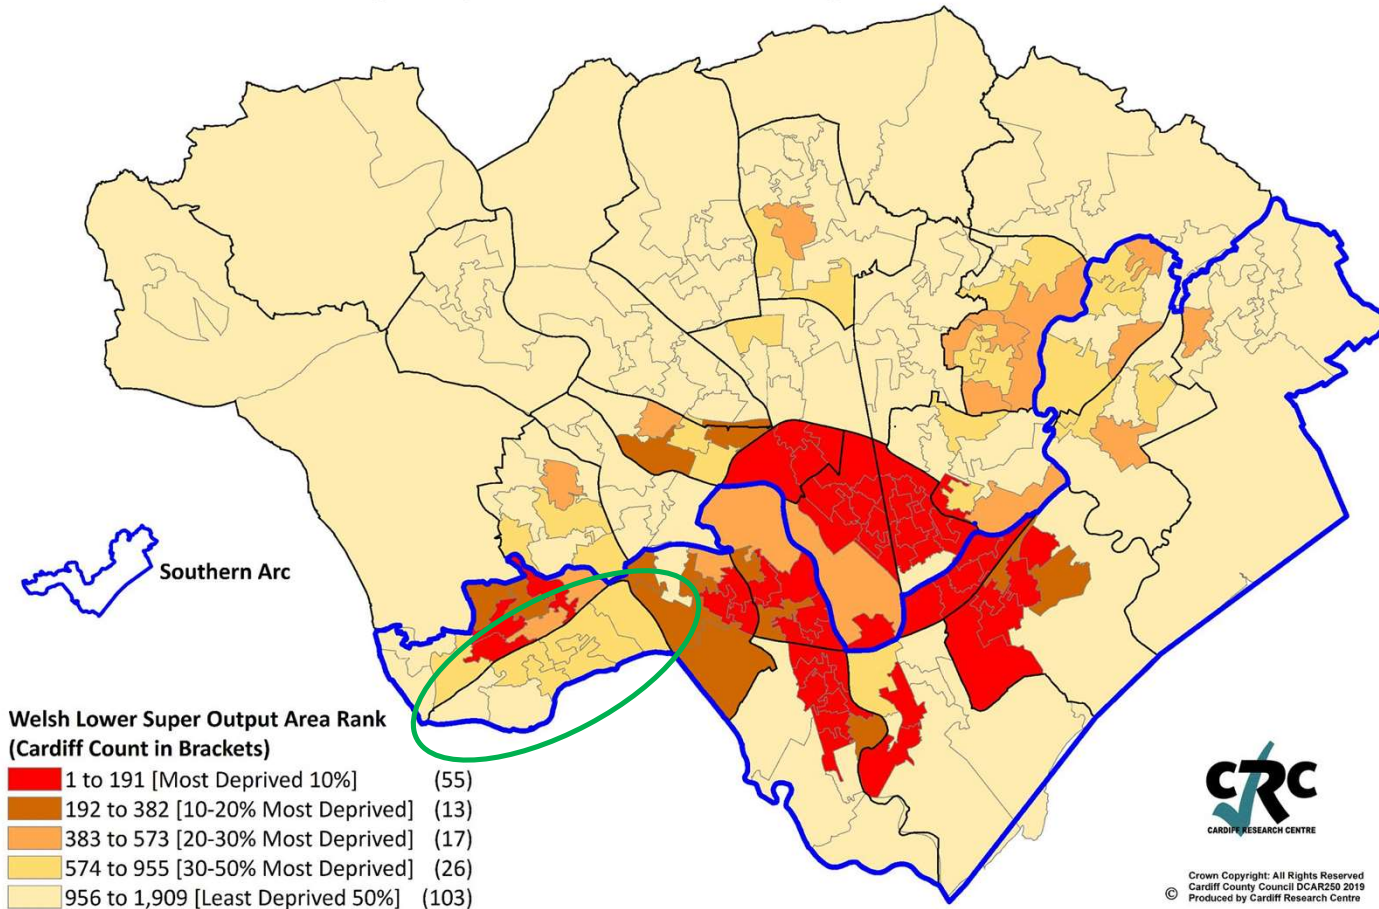 Southern Arc
Welsh Lower Super Output Area Rank
(Cardiff Count in Brackets)
1 to 191 [Most Deprived 10%] (55)
192 to 382 [10-20% Most Deprived] (13)
383 to 573 [20-30% Most Deprived] (17)
574 to 955 [30-50% Most Deprived] (26)
956 to 1,909 [Least Deprived 50%] (103)
CRC
CARDIFF RESEARCH CENTRE
Crown Copyright: All Rights Reserved
Cardiff County Council DCAR250 2019
© Produced by Cardiff Research Centre